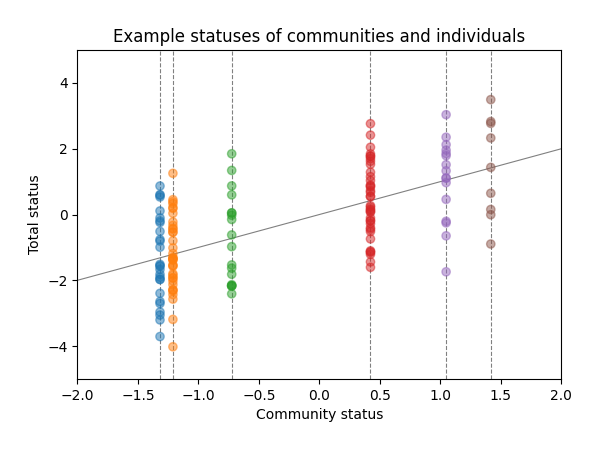 Example statuses of communities and individuals
4
2
0
−2
−4
Total status
−2.0 −1.5 −1.0 −0.5 0.0 0.5 1.0 1.5 2.0
Community status